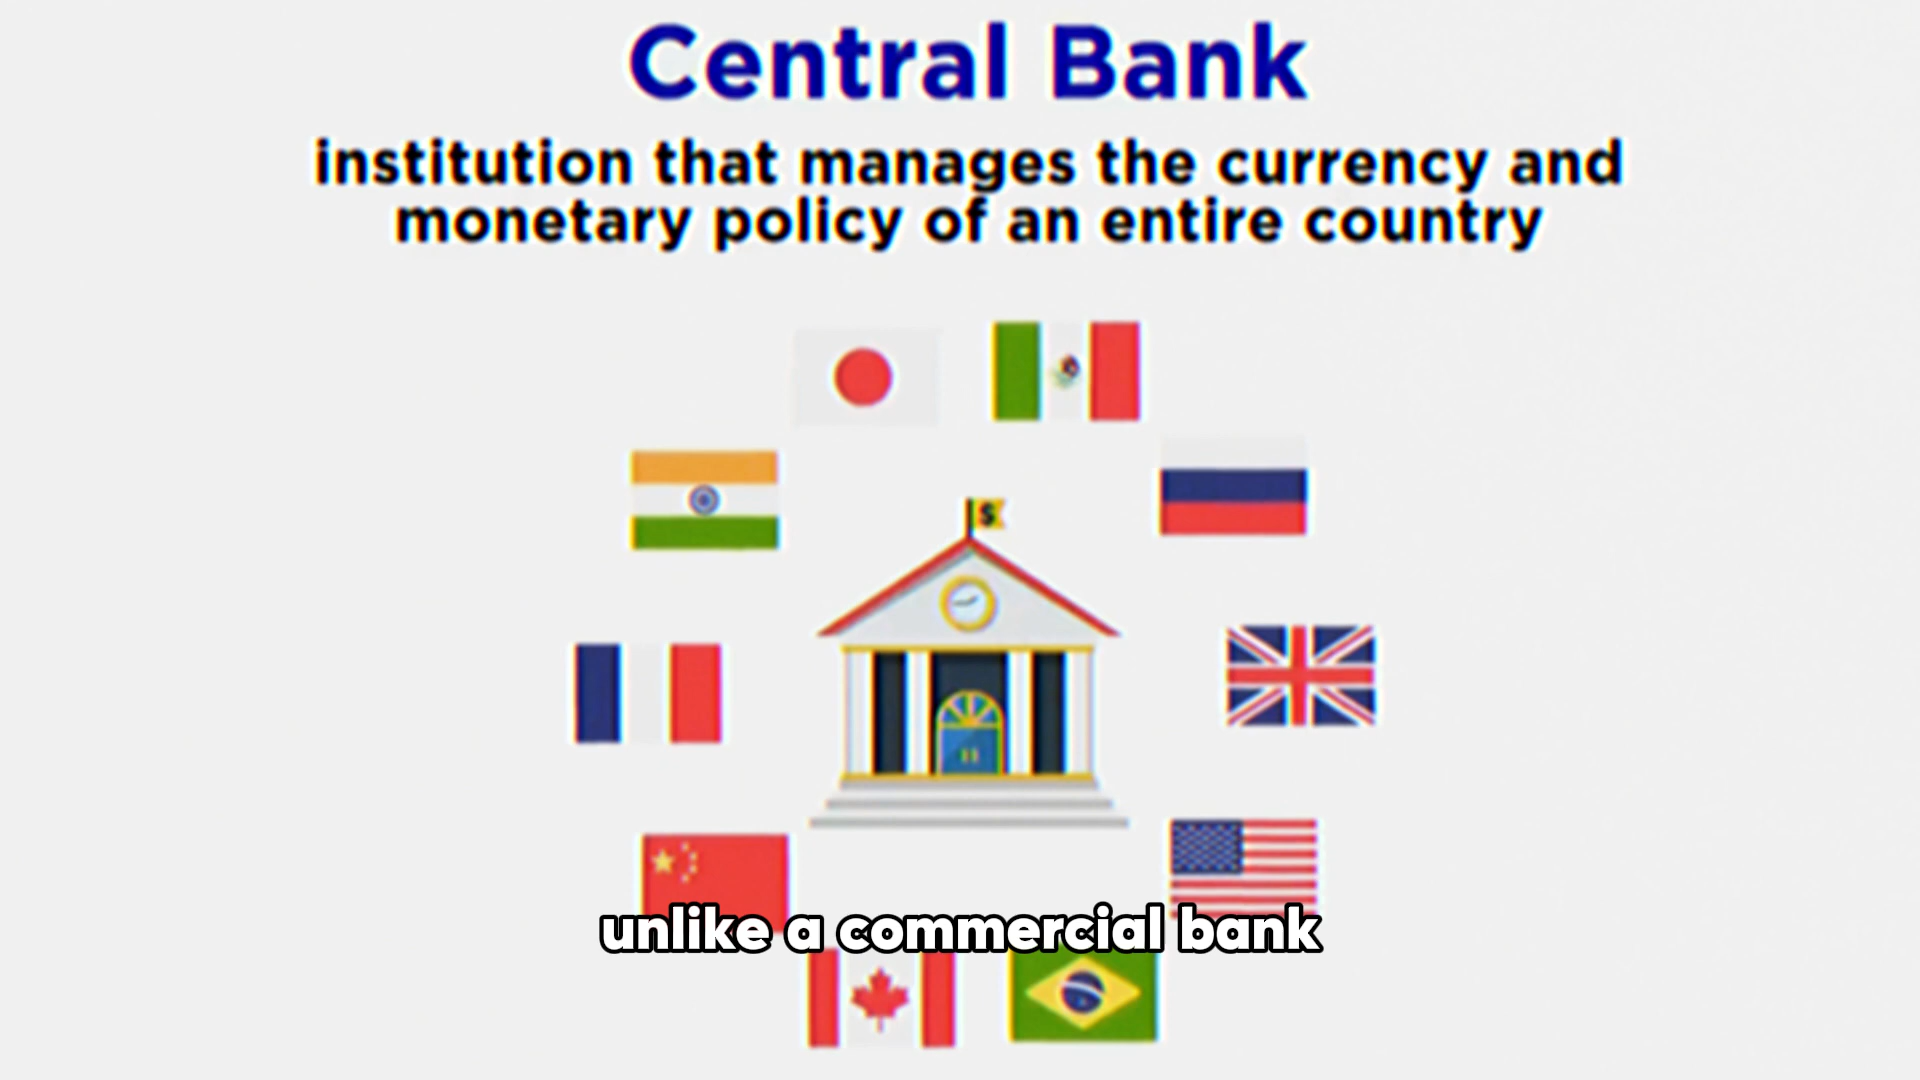 Central Bank
institution that manages the currency and
monetary policy of an entire country
$
unlike a commercial bank